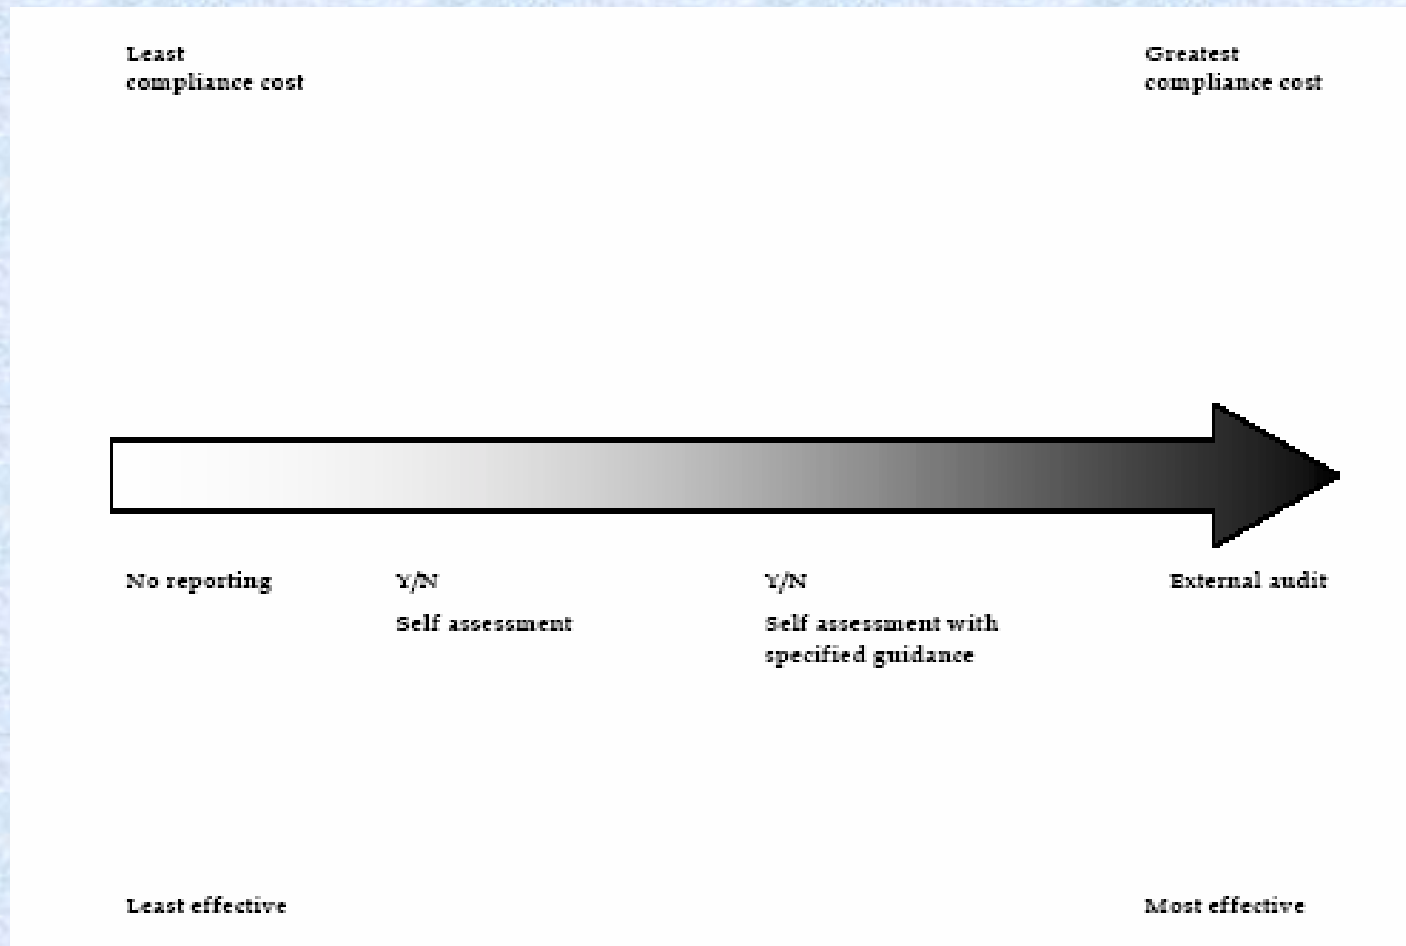 Least
compliance cost
Greatest
compliance cost
No reporting
Y/N
Self assessment
Y/N
Self assessment with
specified guidance
External audit
Least effective
Most effective